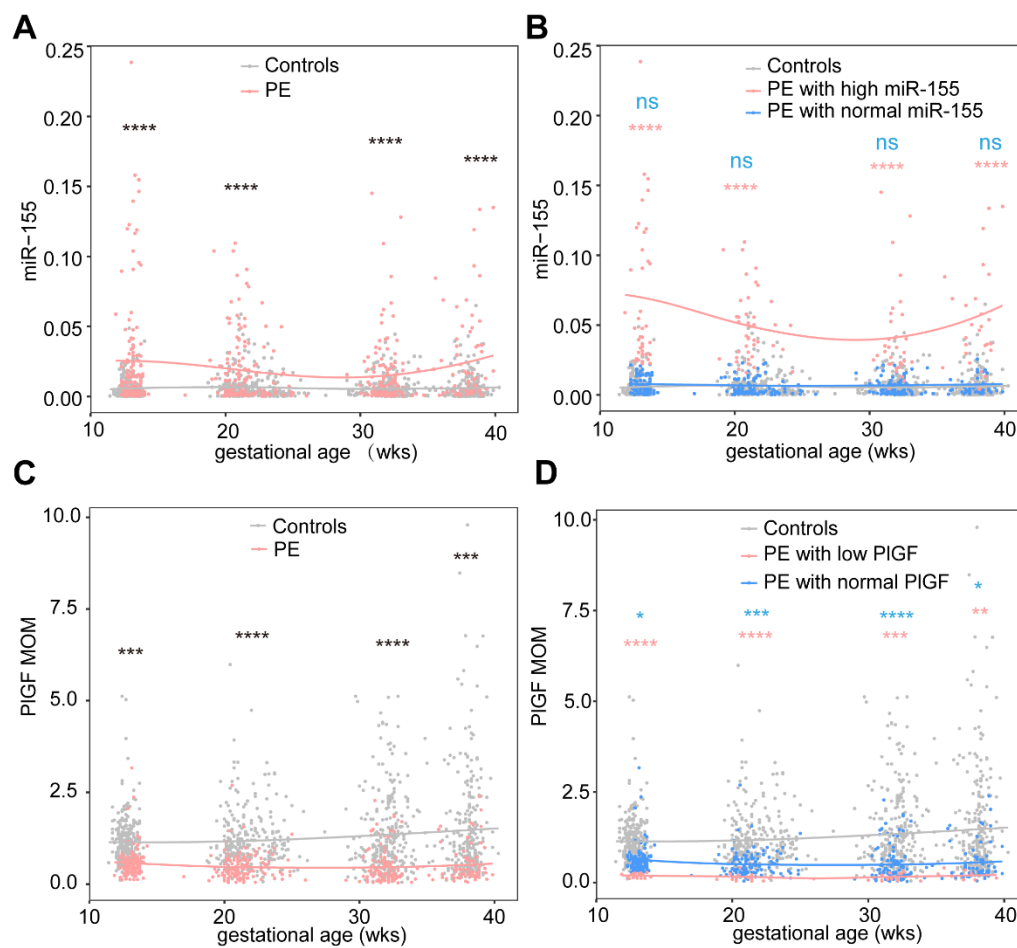 A
0.25
0.20
0.15
0.10
0.05
0.00
miR−155
Controls
PE
****
****
****
****
10
20
30
40
gestational age （wks)
B
0.25
0.20
0.15
0.10
0.05
0.00
miR−155
Controls
PE with high miR-155
PE with normal miR-155
ns
****
ns
****
ns
****
ns
****
10
20
30
40
gestational age (wks)
C
10.0
7.5
5.0
2.5
0.0
PlGF MOM
Controls
PE
***
****
****
***
10
20
30
40
gestational age (wks)
D
10.0
7.5
5.0
2.5
0.0
PlGF MOM
Controls
PE with low PlGF
PE with normal PlGF
*
****
***
****
****
***
*
**
10
20
30
40
gestational age (wks)